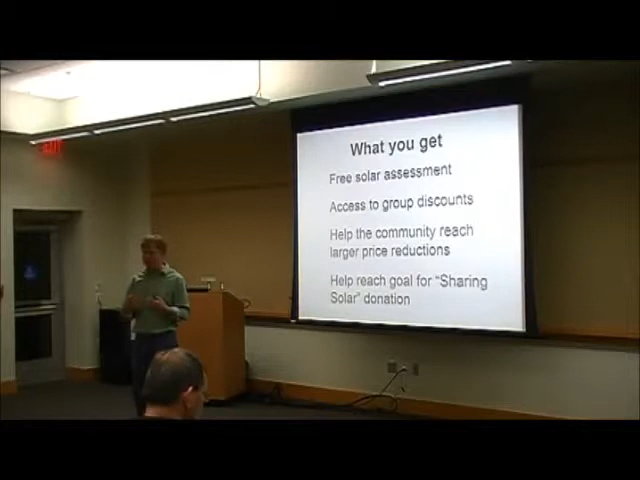 EXIT
What you get
Free solar assessment
Access to group discounts
Help the community reach
larger price reductions
Help reach goal for “Sharing
Solar” donation